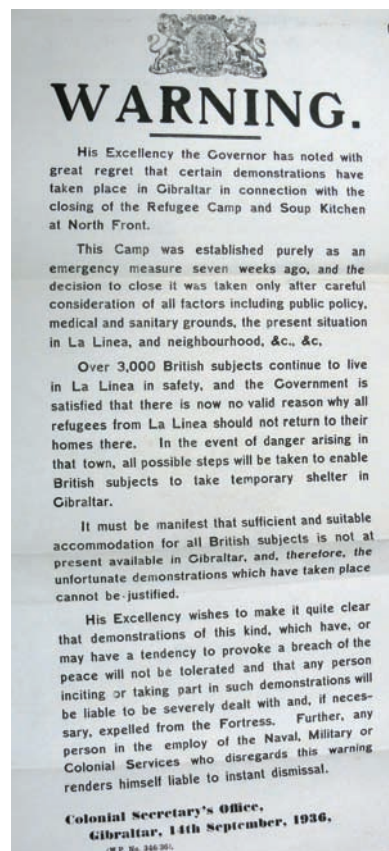 WARNING.
His Excellency the Governor has noted with
great regret that certain demonstrations have
taken place in Gibraltar in connection with the
closing of the Refugee Camp and Soup Kitchen
at North Front.
This Camp was established purely as an
emergency measure seven weeks ago, and the
decision to close it was taken only after careful
consideration of all factors including public policy,
medical and sanitary grounds, the present situation
in La Linea, and neighbourhood, &c., &c,
Over 3,000 British subjects continue to live
in La Linea in safety, and the Government is
satisfied that there is now no valid reason why all
refugees from La Linea should not return to their
homes there. In the event of danger arising in
that town, all possible steps will be taken to enable
British subjects to take temporary shelter in
Gibraltar.
It must be manifest that sufficient and suitable
accommodation for all British subjects is not at
present available in Gibraltar, and, therefore, the
unfortunate demonstrations which have taken place
cannot be justified.
His Excellency wishes to make it quite clear
that demonstrations of this kind, which have, or
may have a tendency to provoke a breach of the
peace will not be tolerated and that any person
inciting or taking part in such demonstrations will
be liable to be severely dealt with and, if neces-
sary, expelled from the Fortress. Further, any
person in the employ of the Naval, Military or
Colonial Services who disregards this warning
renders himself liable to instant dismissal.
Colonial Secretary's Office,
Gibraltar, 14th September, 1936.